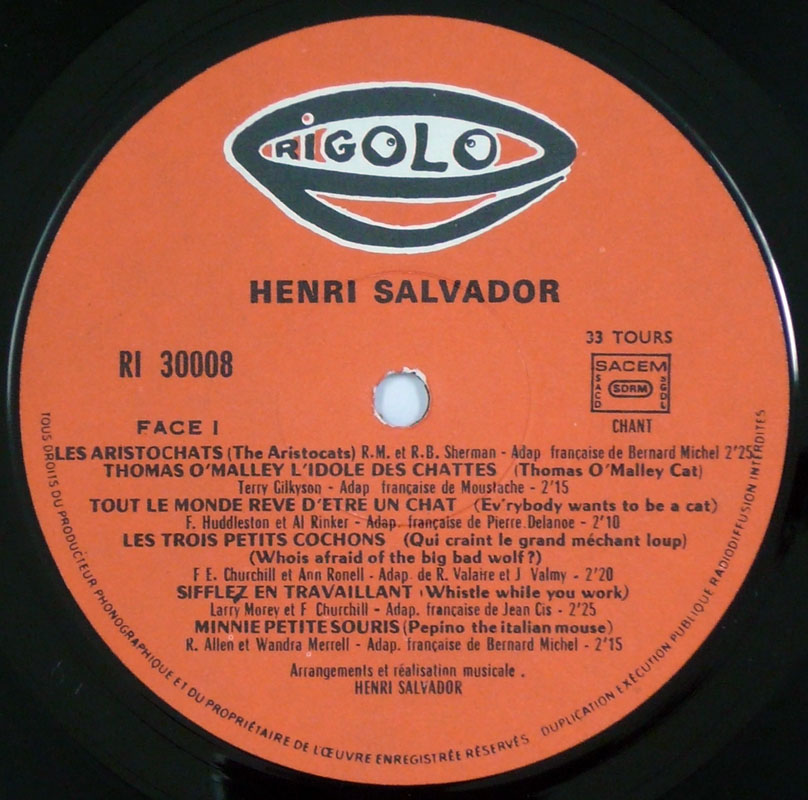 RiGOLO
HENRI SALVADOR
33 TOURS
RI 30008
SACEM
SACD
SDRM
SGDL
FACE I
CHANT
LES ARISTOCHATS (The Aristocats) R.M. et R.B. Sherman - Adap française de Bernard Michel 2'25
THOMAS O'MALLEY L'IDOLE DES CHATTES (Thomas O'Malley Cat)
Terry Gilkyson - Adap française de Moustache - 2'15
TOUT LE MONDE REVE D'ETRE UN CHAT (Ev'rybody wants to be a cat)
F. Huddleston et Al Rinker - Adap. française de Pierre Delanoe - 2'10
LES TROIS PETITS COCHONS (Qui craint le grand méchant loup)
(Whois afraid of the big bad wolf?)
F E. Churchill et Ann Ronell - Adap. de R. Valaire et J Valmy - 2'20
SIFFLEZ EN TRAVAILLANT (Whistle while you work)
Larry Morey et F Churchill - Adap. française de Jean Cis - 2'25
MINNIE PETITE SOURIS (Pepino the italian mouse)
R. Allen et Wandra Merrell - Adap. française de Bernard Michel - 2'15
Arrangements et réalisation musicale.
HENRI SALVADOR
TOUS DROITS DU PRODUCTEUR PHONOGRAPHIQUE ET DU PROPRIÉTAIRE DE L'ŒUVRE ENREGISTRÉE RÉSERVÉS DUPLICATION EXÉCUTION PUBLIQUE RADIODIFFUSION INTERDITES